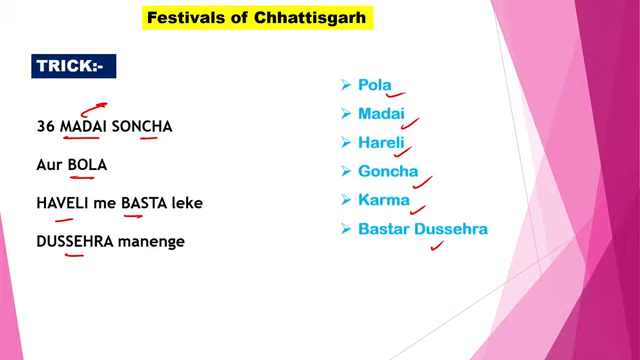 Festivals of Chhattisgarh
TRICK:-
36 MADAI SONCHA
Aur BOLA
HAVELI me BASTA leke
DUSSEHRA manenge
Pola
Madai
Hareli
Goncha
Karma
Bastar Dussehra